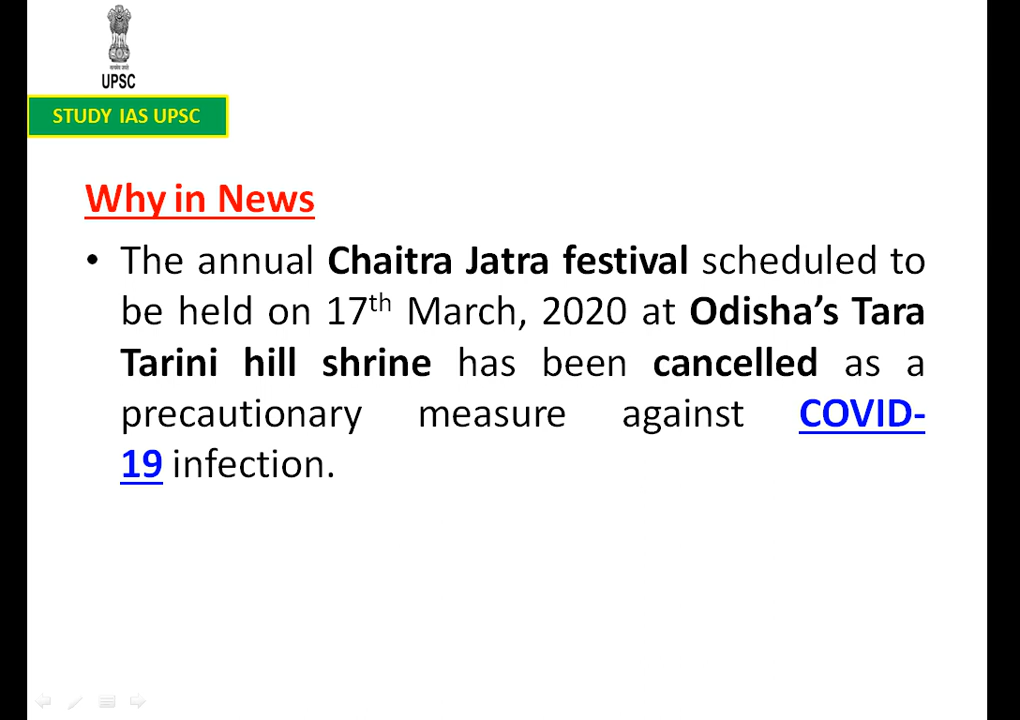 UPSC
STUDY IAS UPSC
Why in News
• The annual Chaitra Jatra festival scheduled to
be held on 17th March, 2020 at Odisha’s Tara
Tarini hill shrine has been cancelled as a
precautionary measure against COVID-
19 infection.